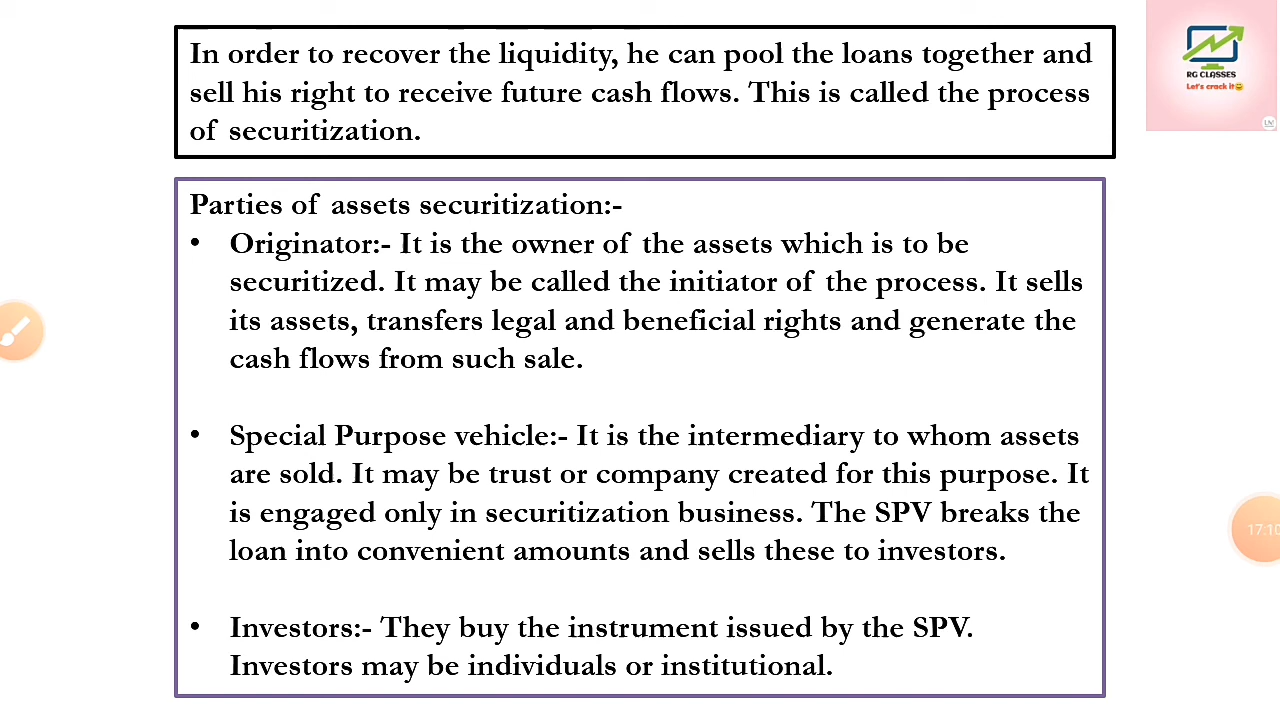 In order to recover the liquidity, he can pool the loans together and
sell his right to receive future cash flows. This is called the process
of securitization.
RG CLASSES
Let's crack it
Parties of assets securitization:-
• Originator:- It is the owner of the assets which is to be
securitized. It may be called the initiator of the process. It sells
its assets, transfers legal and beneficial rights and generate the
cash flows from such sale.
• Special Purpose vehicle:- It is the intermediary to whom assets
are sold. It may be trust or company created for this purpose. It
is engaged only in securitization business. The SPV breaks the
loan into convenient amounts and sells these to investors.
• Investors:- They buy the instrument issued by the SPV.
Investors may be individuals or institutional.
17:10